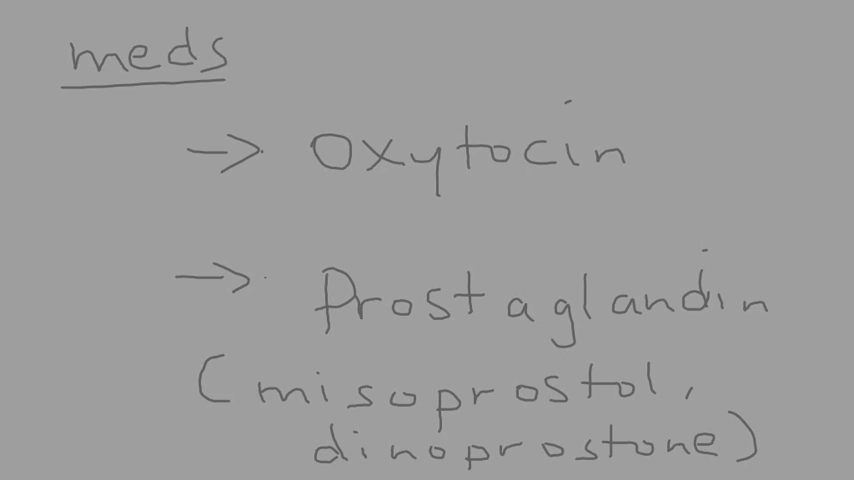 meds
→ Oxytocin
→ Prostaglandin
(misoprostol,
dinoprostone)